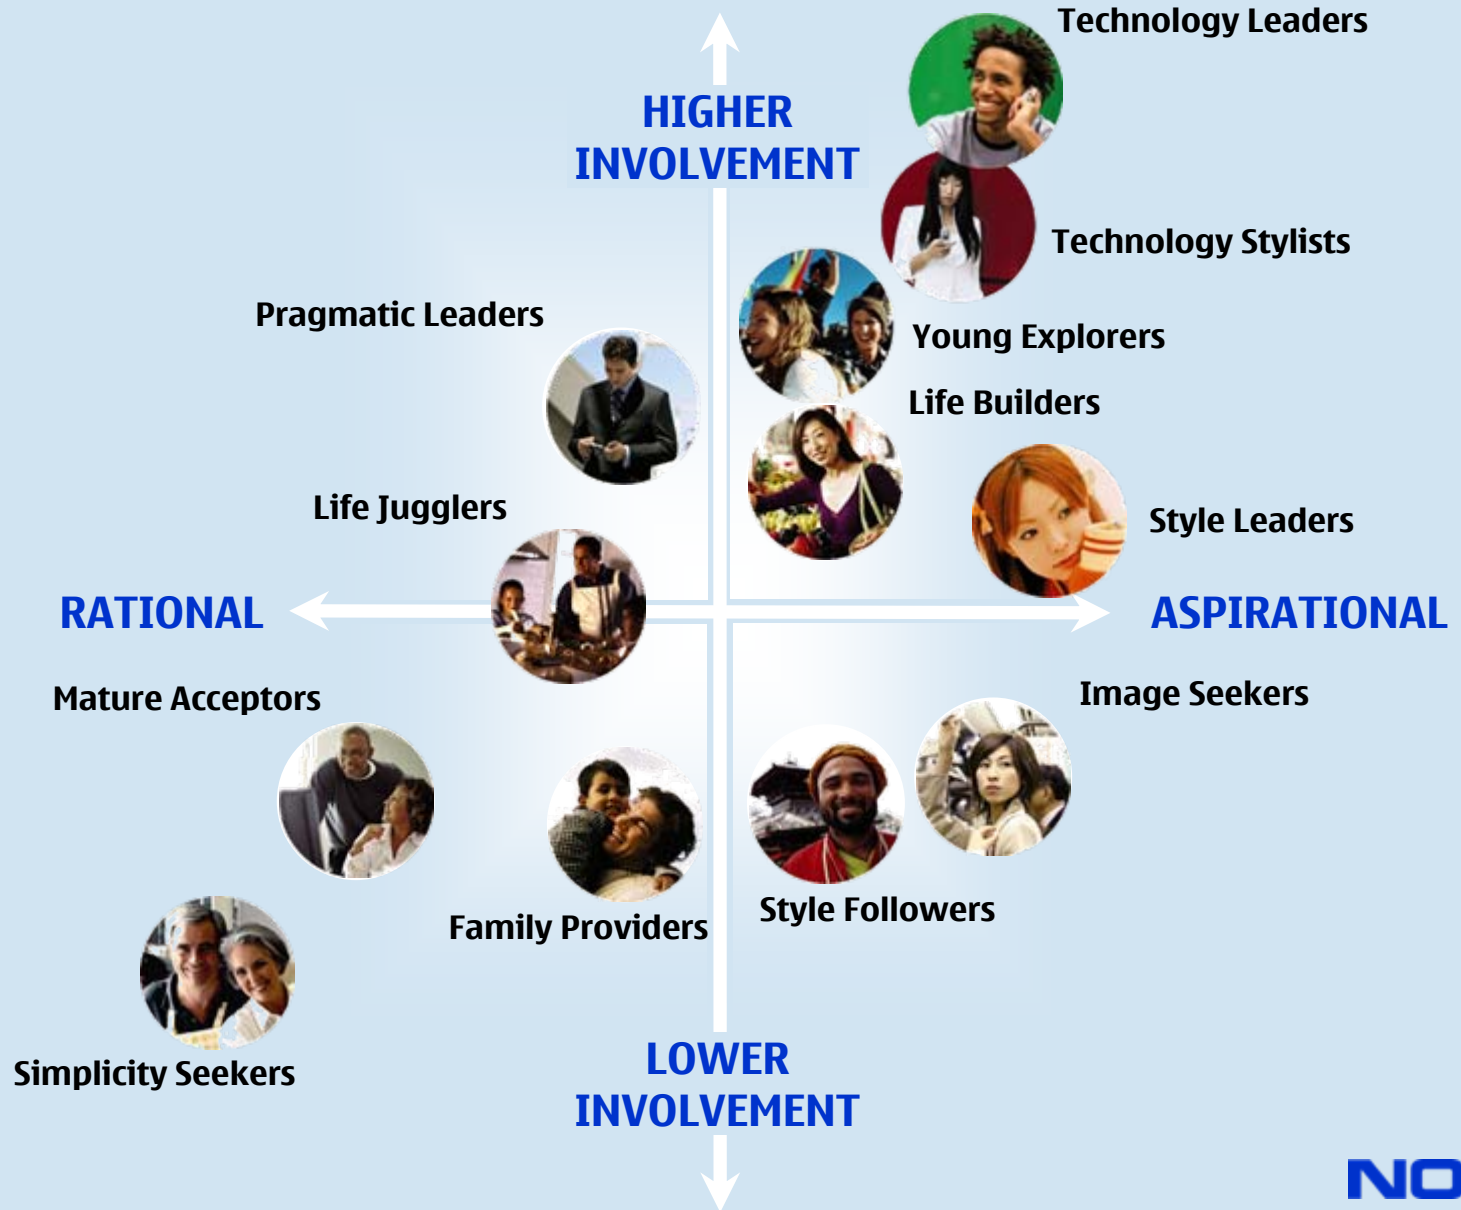 Technology Leaders
HIGHER
INVOLVEMENT
Technology Stylists
Pragmatic Leaders
Young Explorers
Life Builders
Life Jugglers
Style Leaders
RATIONAL
ASPIRATIONAL
Mature Acceptors
Image Seekers
Style Followers
Family Providers
Simplicity Seekers
LOWER
INVOLVEMENT
NO